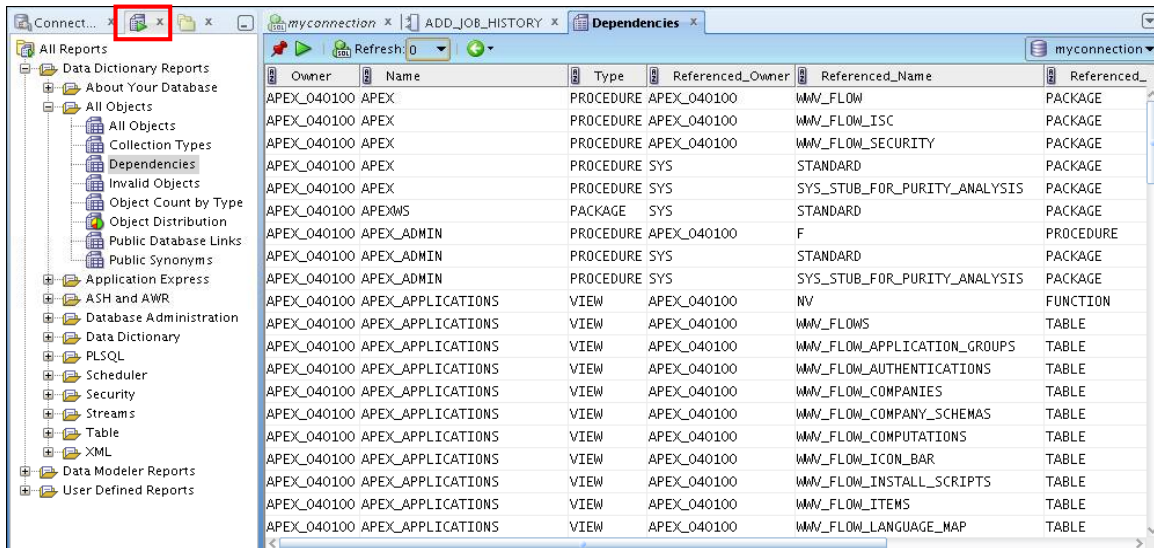 Connect... x x x
myconnection x ADD_JOB_HISTORY x Dependencies x
All Reports
Data Dictionary Reports
About Your Database
All Objects
All Objects
Collection Types
Dependencies
Invalid Objects
Object Count by Type
Object Distribution
Public Database Links
Public Synonyms
Application Express
ASH and AWR
Database Administration
Data Dictionary
PLSQL
Scheduler
Security
Streams
Table
XML
Data Modeler Reports
User Defined Reports
SQL Refresh: 0 myconnection
Owner Name Type Referenced_Owner Referenced_Name Referenced_
APEX_040100 APEX PROCEDURE APEX_040100 WWV_FLOW PACKAGE
APEX_040100 APEX PROCEDURE APEX_040100 WWV_FLOW_ISC PACKAGE
APEX_040100 APEX PROCEDURE APEX_040100 WWV_FLOW_SECURITY PACKAGE
APEX_040100 APEX PROCEDURE SYS STANDARD PACKAGE
APEX_040100 APEX PROCEDURE SYS SYS_STUB_FOR_PURITY_ANALYSIS PACKAGE
APEX_040100 APEXWS PACKAGE SYS STANDARD PACKAGE
APEX_040100 APEX_ADMIN PROCEDURE APEX_040100 F PROCEDURE
APEX_040100 APEX_ADMIN PROCEDURE SYS STANDARD PACKAGE
APEX_040100 APEX_ADMIN PROCEDURE SYS SYS_STUB_FOR_PURITY_ANALYSIS PACKAGE
APEX_040100 APEX_APPLICATIONS VIEW APEX_040100 NV FUNCTION
APEX_040100 APEX_APPLICATIONS VIEW APEX_040100 WWV_FLOWS TABLE
APEX_040100 APEX_APPLICATIONS VIEW APEX_040100 WWV_FLOW_APPLICATION_GROUPS TABLE
APEX_040100 APEX_APPLICATIONS VIEW APEX_040100 WWV_FLOW_AUTHENTICATIONS TABLE
APEX_040100 APEX_APPLICATIONS VIEW APEX_040100 WWV_FLOW_COMPANIES TABLE
APEX_040100 APEX_APPLICATIONS VIEW APEX_040100 WWV_FLOW_COMPANY_SCHEMAS TABLE
APEX_040100 APEX_APPLICATIONS VIEW APEX_040100 WWV_FLOW_COMPUTATIONS TABLE
APEX_040100 APEX_APPLICATIONS VIEW APEX_040100 WWV_FLOW_ICON_BAR TABLE
APEX_040100 APEX_APPLICATIONS VIEW APEX_040100 WWV_FLOW_INSTALL_SCRIPTS TABLE
APEX_040100 APEX_APPLICATIONS VIEW APEX_040100 WWV_FLOW_ITEMS TABLE
APEX_040100 APEX_APPLICATIONS VIEW APEX_040100 WWV_FLOW_LANGUAGE_MAP TABLE